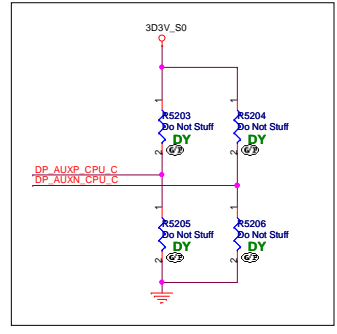 3D3V_S0
1 1
R5203 R5204
Do Not Stuff Do Not Stuff
DY DY
2 2
DP_AUXP_CPU_C
DP_AUXN_CPU_C
1 1
R5205 R5206
Do Not Stuff Do Not Stuff
DY DY
2 2